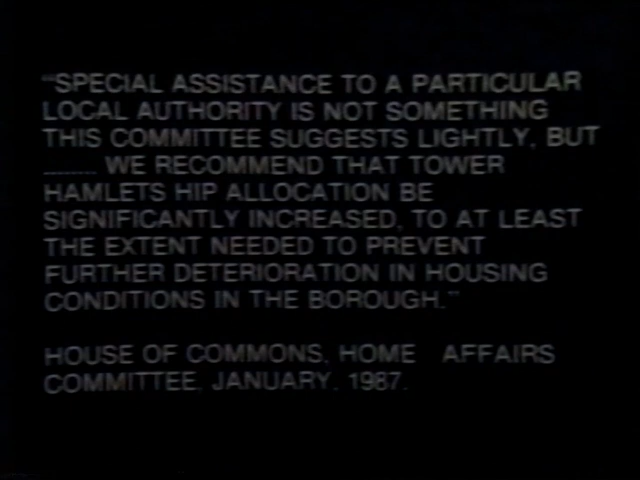 "SPECIAL ASSISTANCE TO A PARTICULAR
LOCAL AUTHORITY IS NOT SOMETHING
THIS COMMITTEE SUGGESTS LIGHTLY, BUT
........ WE RECOMMEND THAT TOWER
HAMLETS HIP ALLOCATION BE
SIGNIFICANTLY INCREASED, TO AT LEAST
THE EXTENT NEEDED TO PREVENT
FURTHER DETERIORATION IN HOUSING
CONDITIONS IN THE BOROUGH."
HOUSE OF COMMONS, HOME AFFAIRS
COMMITTEE, JANUARY, 1987.